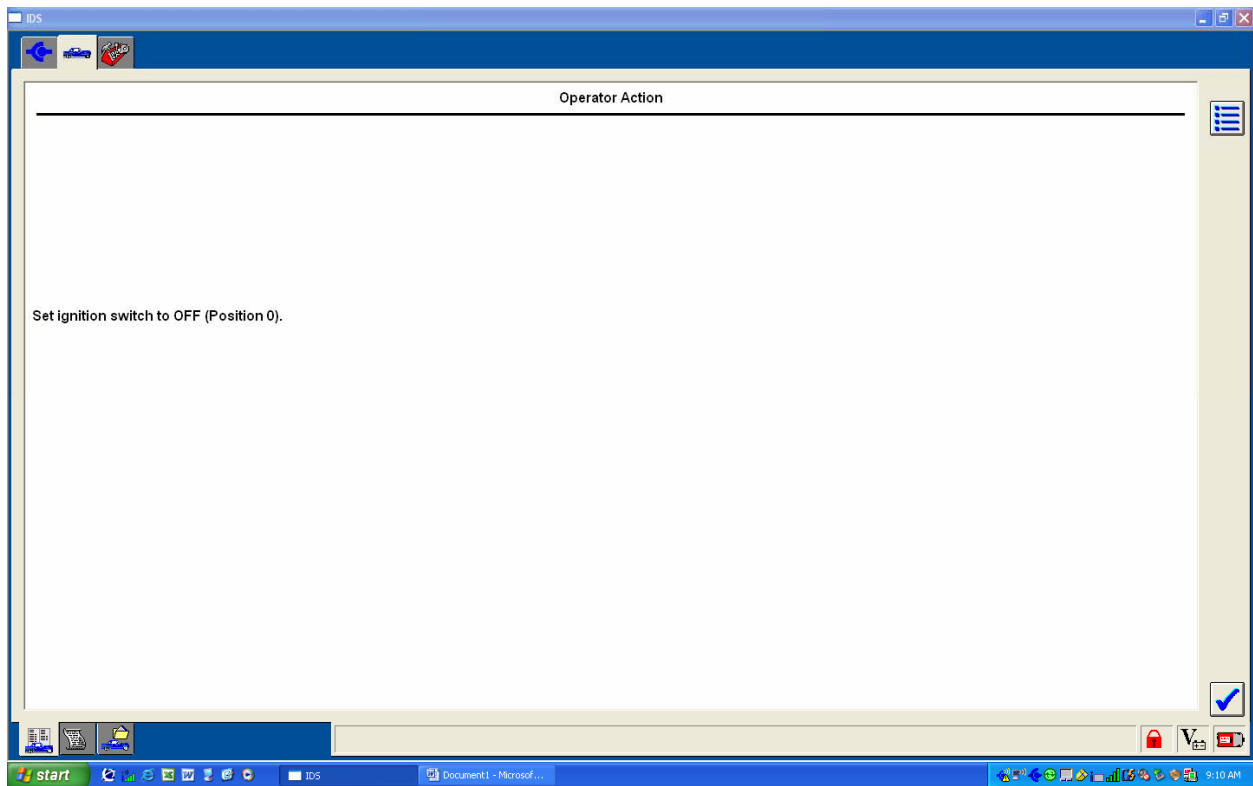 IDS
Operator Action
Set ignition switch to OFF (Position 0).
V
start
IDS
Document1 - Microsof...
9:10 AM